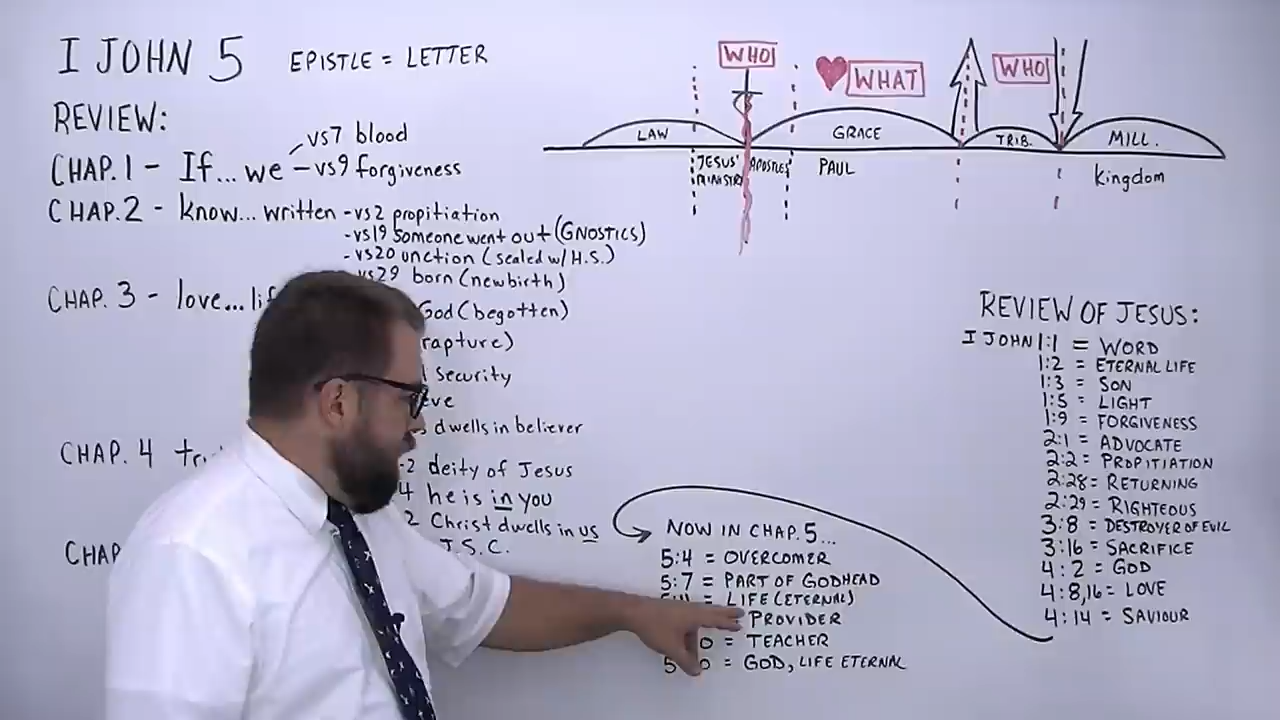 I JOHN 5 EPISTLE = LETTER
REVIEW:
CHAP.1 - If... we - vs7 blood
- vs9 forgiveness
CHAP.2 - know... written - vs2 propitiation
- vs19 someone went out (GNOSTICS)
- vs20 unction (sealed w/ H.S.)
vs29 born (newbirth)
CHAP. 3 - love...
God (begotten)
rapture)
security
dwells in believer
CHAP. 4
-2 deity of Jesus
4 he is in you
2 Christ dwells in us
J.S.C.
CHAP
WHO
WHAT
WHO
LAW
GRACE
TRIB.
MILL.
JESUS' MINISTRY
APOSTLES
PAUL
Kingdom
REVIEW OF JESUS:
I JOHN 1:1 = WORD
1:2 = ETERNAL LIFE
1:3 = SON
1:5 = LIGHT
1:9 = FORGIVENESS
2:1 = ADVOCATE
2:2 = PROPITIATION
2:28 = RETURNING
2:29 = RIGHTEOUS
3:8 = DESTROYER OF EVIL
3:16 = SACRIFICE
4:2 = GOD
4:8,16 = LOVE
4:14 = SAVIOUR
NOW IN CHAP. 5...
5:4 = OVERCOMER
5:7 = PART OF GODHEAD
= LIFE (ETERNAL)
PROVIDER
= TEACHER
= GOD, LIFE ETERNAL